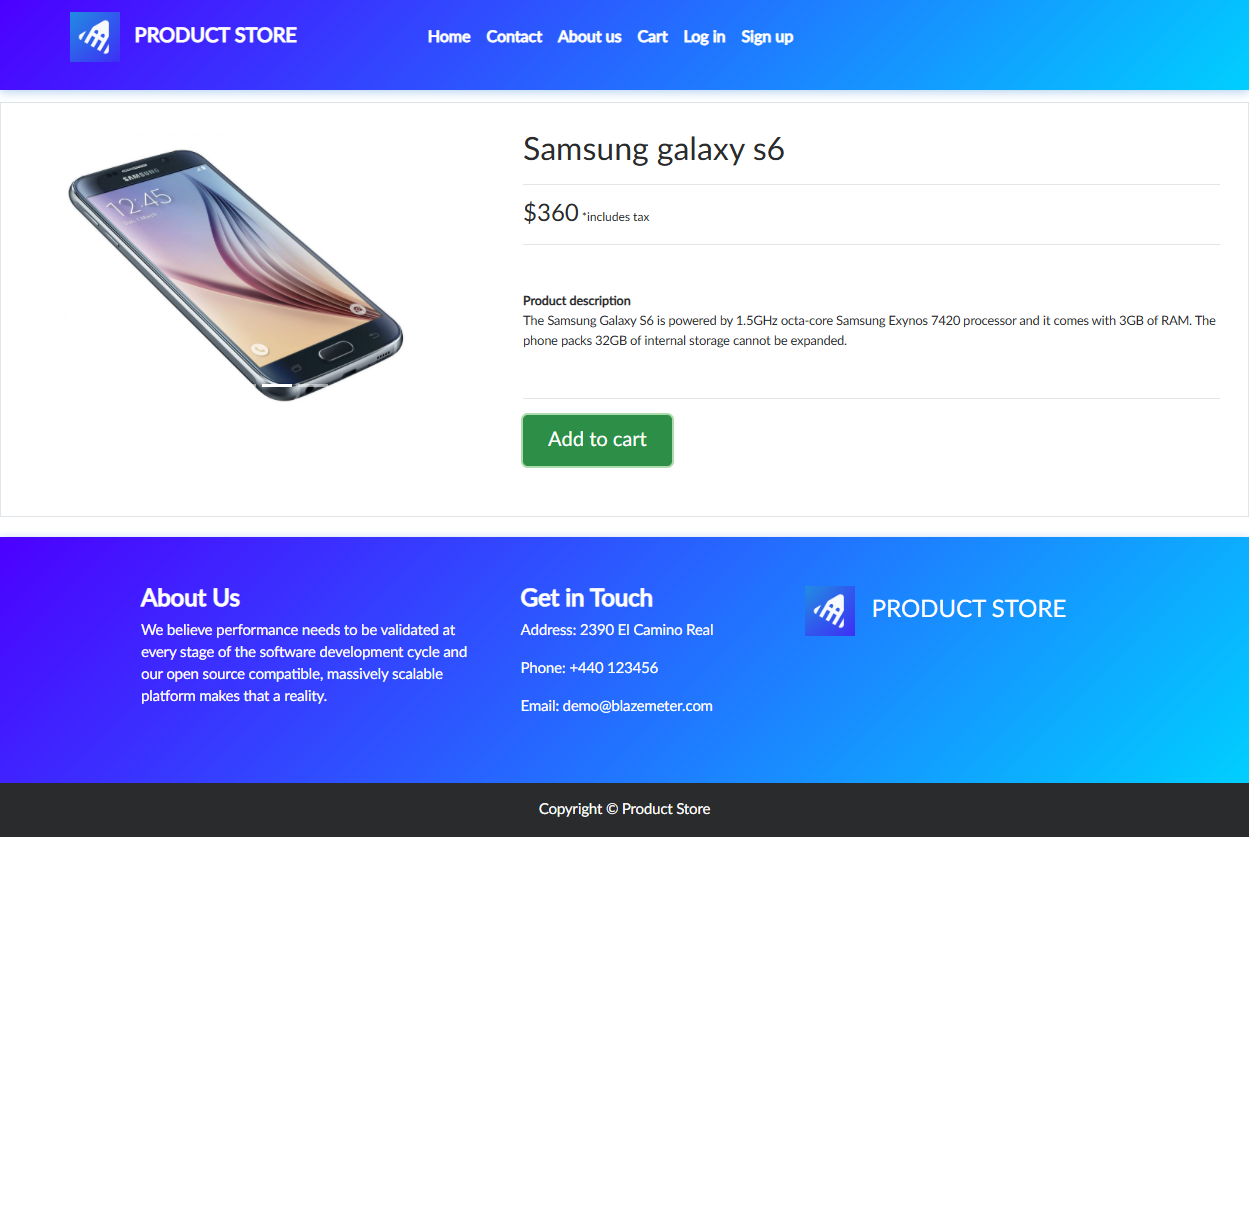 PRODUCT STORE
Home Contact About us Cart Log in Sign up
SAMSUNG
12:45
Samsung galaxy s6
$360 *includes tax
Product description
The Samsung Galaxy S6 is powered by 1.5GHz octa-core Samsung Exynos 7420 processor and it comes with 3GB of RAM. The
phone packs 32GB of internal storage cannot be expanded.
Add to cart
About Us
We believe performance needs to be validated at
every stage of the software development cycle and
our open source compatible, massively scalable
platform makes that a reality.
Get in Touch
Address: 2390 El Camino Real
Phone: +440 123456
Email: demo@blazemeter.com
PRODUCT STORE
Copyright © Product Store